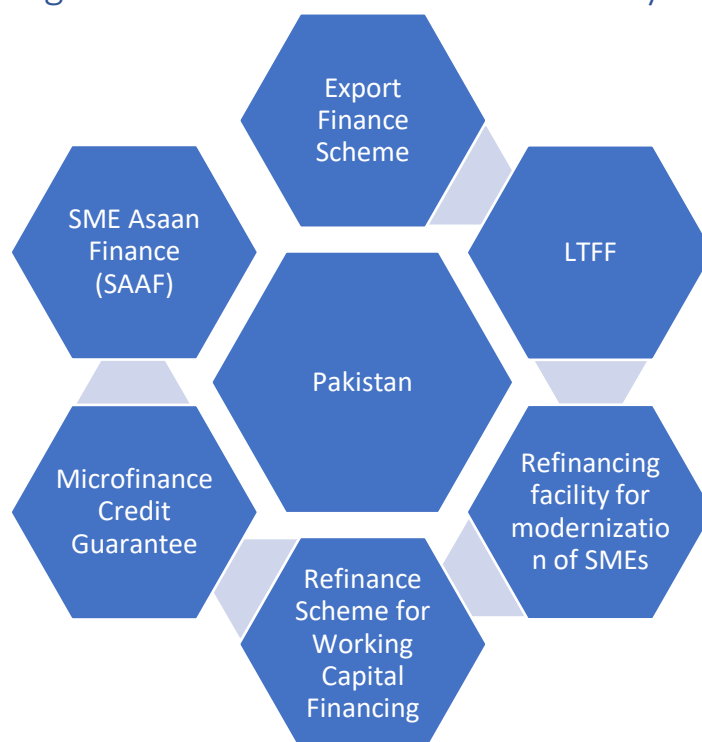 Export
Finance
Scheme
SME Asaan
Finance
(SAAF)
LTFF
Pakistan
Microfinance
Credit
Guarantee
Refinancing
facility for
modernizatio
n of SMEs
Refinance
Scheme for
Working
Capital
Financing